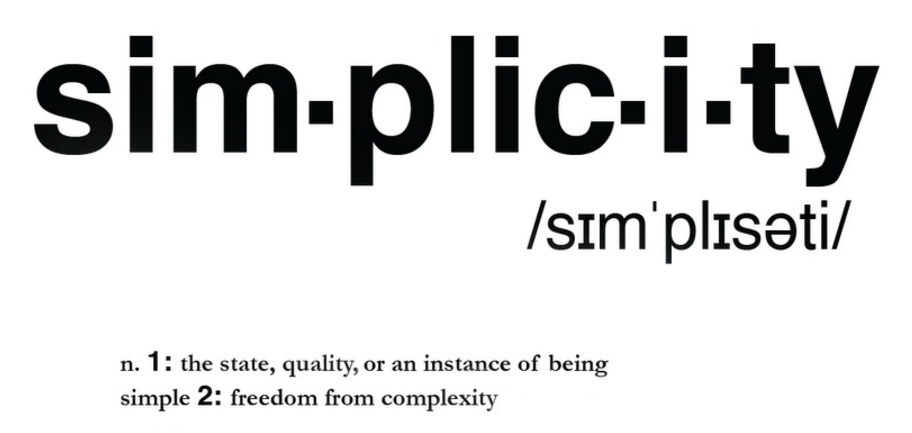 sim·plic·i·ty
/sɪmˈplɪsəti/
n. 1: the state, quality, or an instance of being
simple 2: freedom from complexity